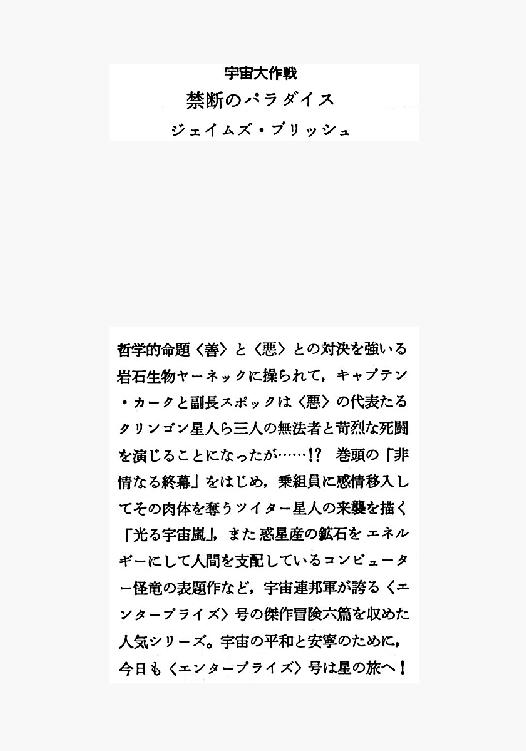 宇宙大作戦
禁断のパラダイス
ジェイムズ・ブリッシュ
哲学的命題〈善〉と〈悪〉との対決を強いる
岩石生物ヤーネックに操られて，キャプテン
・カークと副長スポックは〈悪〉の代表たる
クリンゴン星人ら三人の無法者と苛烈な死闘
を演じることになったが……!?　巻頭の「非
情なる終幕」をはじめ，乗組員に感情移入し
てその肉体を奪うツイター星人の来襲を描く
「光る宇宙嵐」，また惑星産の鉱石をエネル
ギーにして人間を支配しているコンピュータ
ー怪竜の表題作など，宇宙連邦軍が誇る〈エ
ンタープライズ〉号の傑作冒険六篇を収めた
人気シリーズ。宇宙の平和と安寧のために，
今日も〈エンタープライズ〉号は星の旅へ！